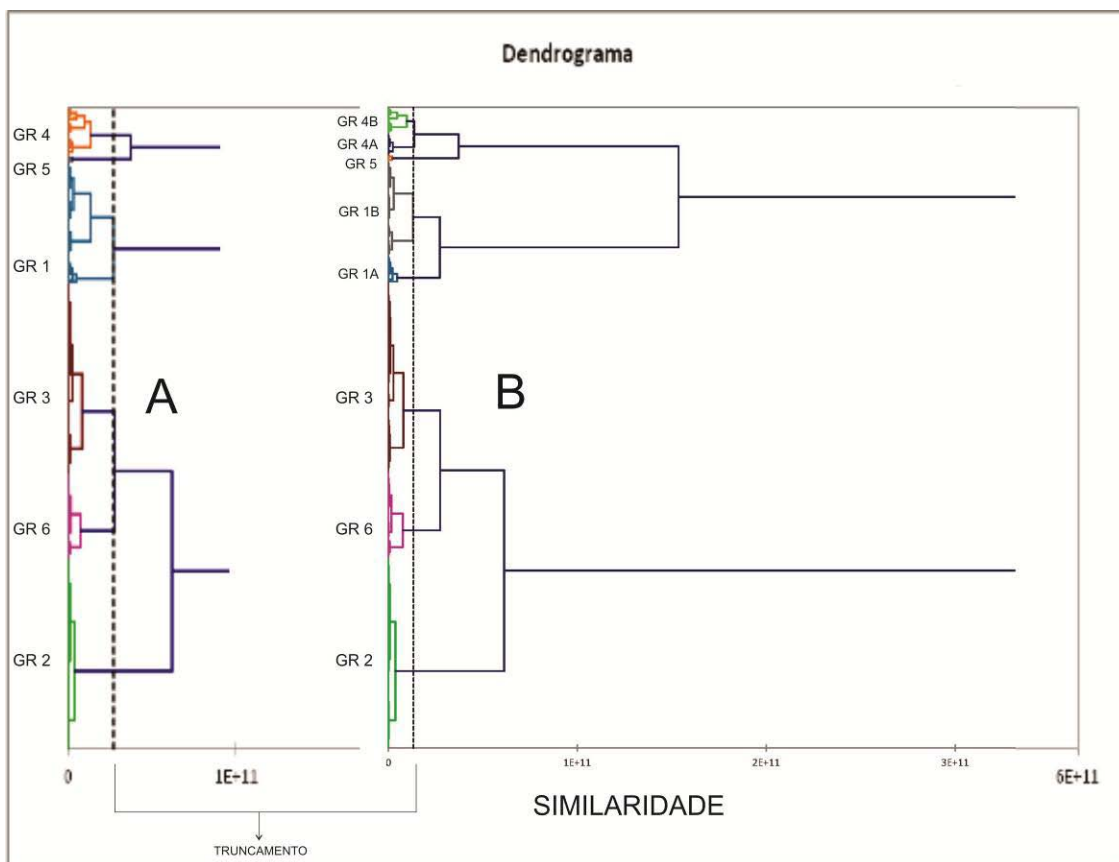 Dendrograma
GR 4
GR 5
GR 1
GR 3
GR 6
GR 2
A
0
1E+11
GR 4B
GR 4A
GR 5
GR 1B
GR 1A
GR 3
GR 6
GR 2
B
0
1E+11
2E+11
3E+11
6E+11
SIMILARIDADE
TRUNCAMENTO